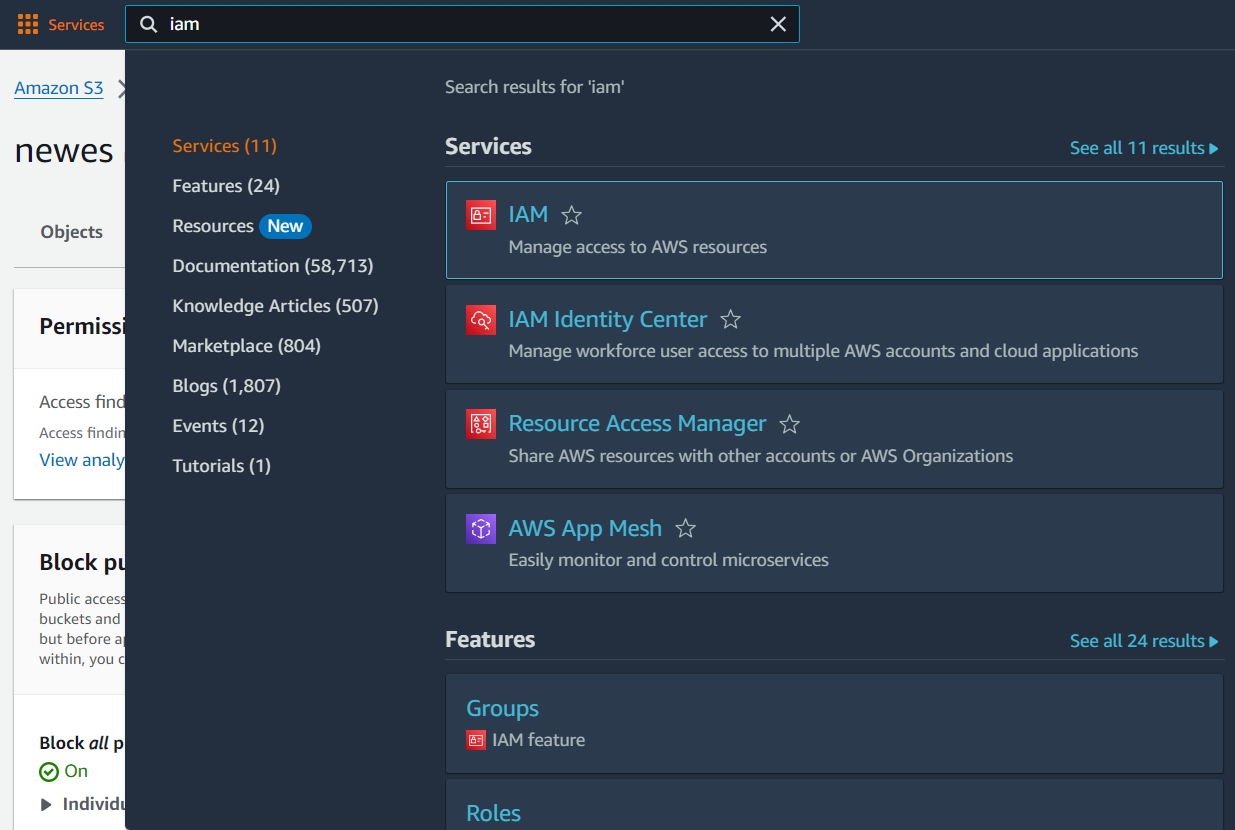 Services
iam
Amazon S3
newes
Objects
Permissi
Access find
Access findin
View analy
Block pu
Public access
buckets and
but before a
within, you c
Block all p
On
Individu
Search results for 'iam'
Services (11)
Features (24)
Resources New
Documentation (58,713)
Knowledge Articles (507)
Marketplace (804)
Blogs (1,807)
Events (12)
Tutorials (1)
Services
See all 11 results
IAM
Manage access to AWS resources
IAM Identity Center
Manage workforce user access to multiple AWS accounts and cloud applications
Resource Access Manager
Share AWS resources with other accounts or AWS Organizations
AWS App Mesh
Easily monitor and control microservices
Features
See all 24 results
Groups
IAM feature
Roles